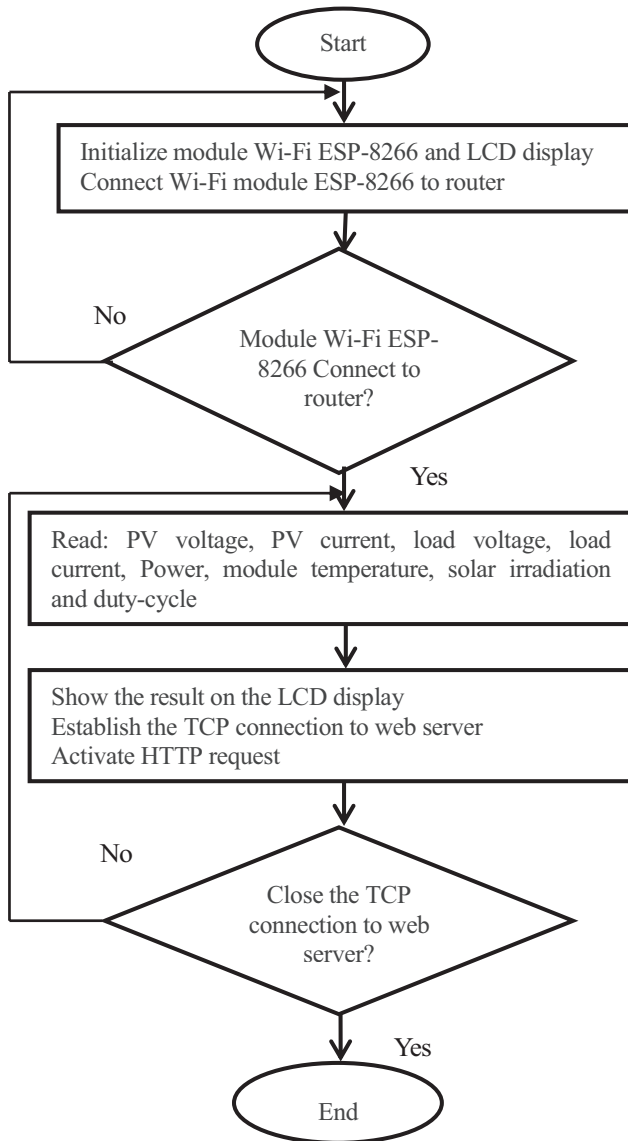 Start
Initialize module Wi-Fi ESP-8266 and LCD display
Connect Wi-Fi module ESP-8266 to router
No
Module Wi-Fi ESP-
8266 Connect to
router?
Yes
Read: PV voltage, PV current, load voltage, load
current, Power, module temperature, solar irradiation
and duty-cycle
Show the result on the LCD display
Establish the TCP connection to web server
Activate HTTP request
No
Close the TCP
connection to web
server?
Yes
End